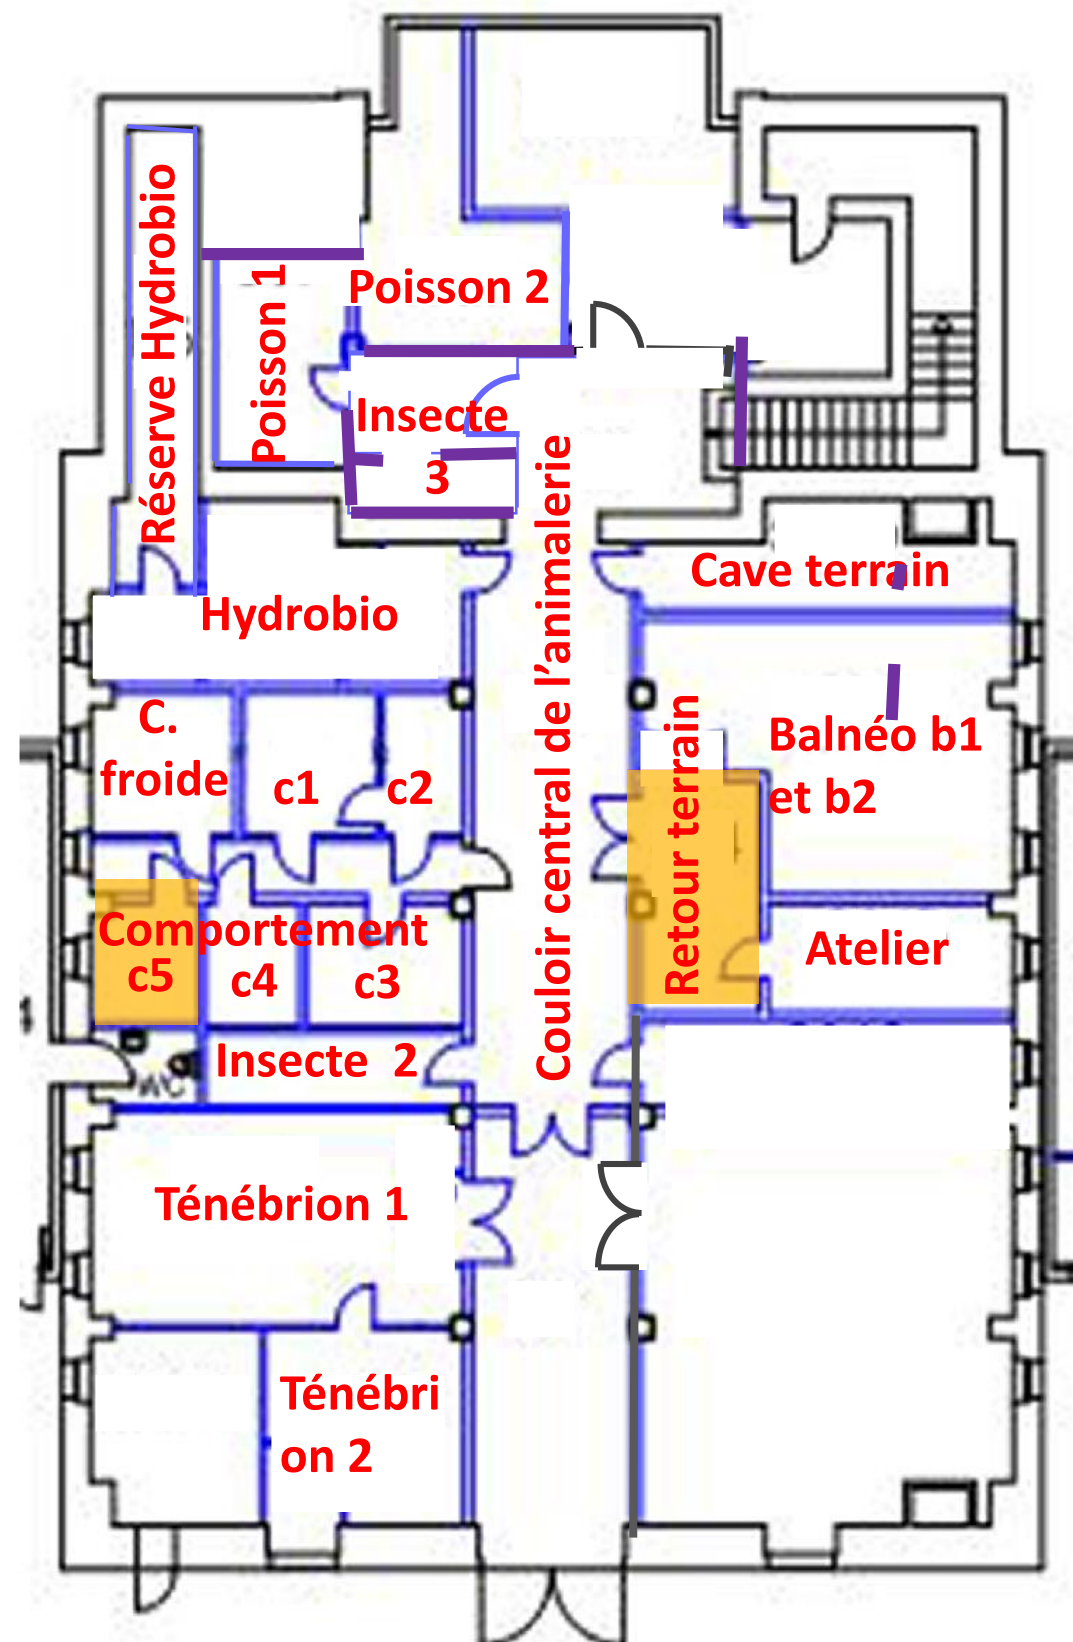 Réserve Hydrobio
Poisson 1
Poisson 2
Insecte
3
Couloir central de l'animalerie
Cave terrain
Hydrobio
C.
froide
c1
c2
Retour terrain
Balnéo b1
et b2
Comportement
c5
c4
c3
Atelier
Insecte 2
WC
Ténébrion 1
Ténébri
on 2